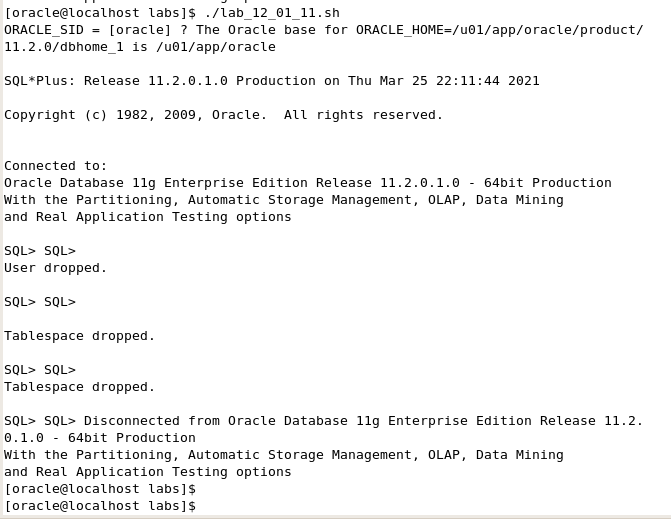 [oracle@localhost labs]$ ./lab_12_01_11.sh
ORACLE_SID = [oracle] ? The Oracle base for ORACLE_HOME=/u01/app/oracle/product/
11.2.0/dbhome_1 is /u01/app/oracle
SQL*Plus: Release 11.2.0.1.0 Production on Thu Mar 25 22:11:44 2021
Copyright (c) 1982, 2009, Oracle.  All rights reserved.
Connected to:
Oracle Database 11g Enterprise Edition Release 11.2.0.1.0 - 64bit Production
With the Partitioning, Automatic Storage Management, OLAP, Data Mining
and Real Application Testing options
SQL> SQL>
User dropped.
SQL> SQL>
Tablespace dropped.
SQL> SQL>
Tablespace dropped.
SQL> SQL> Disconnected from Oracle Database 11g Enterprise Edition Release 11.2.
0.1.0 - 64bit Production
With the Partitioning, Automatic Storage Management, OLAP, Data Mining
and Real Application Testing options
[oracle@localhost labs]$
[oracle@localhost labs]$